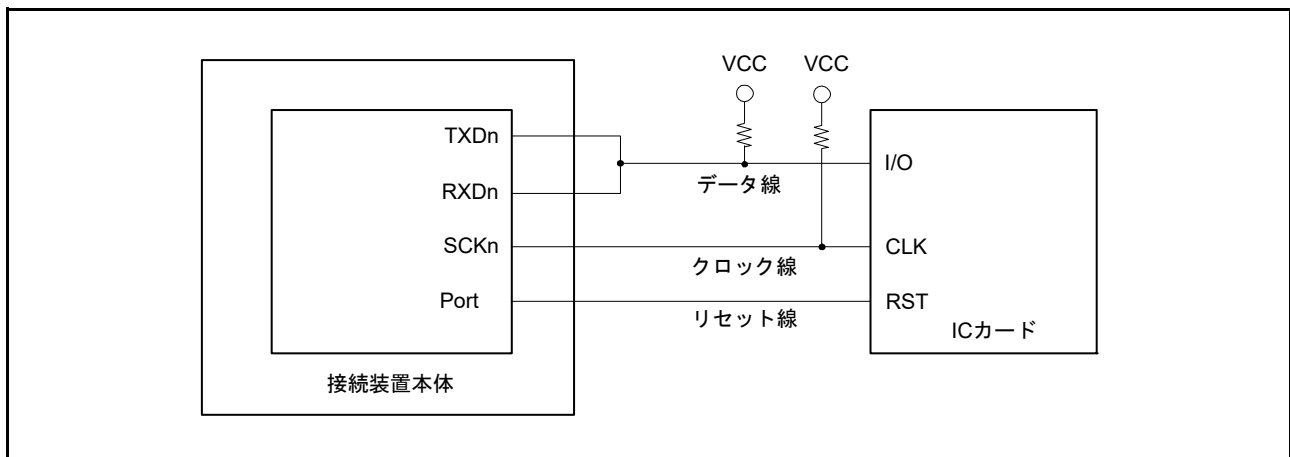 VCC VCC
TXDn
RXDn
SCKn
Port
データ線
クロック線
リセット線
I/O
CLK
RST
ICカード
接続装置本体